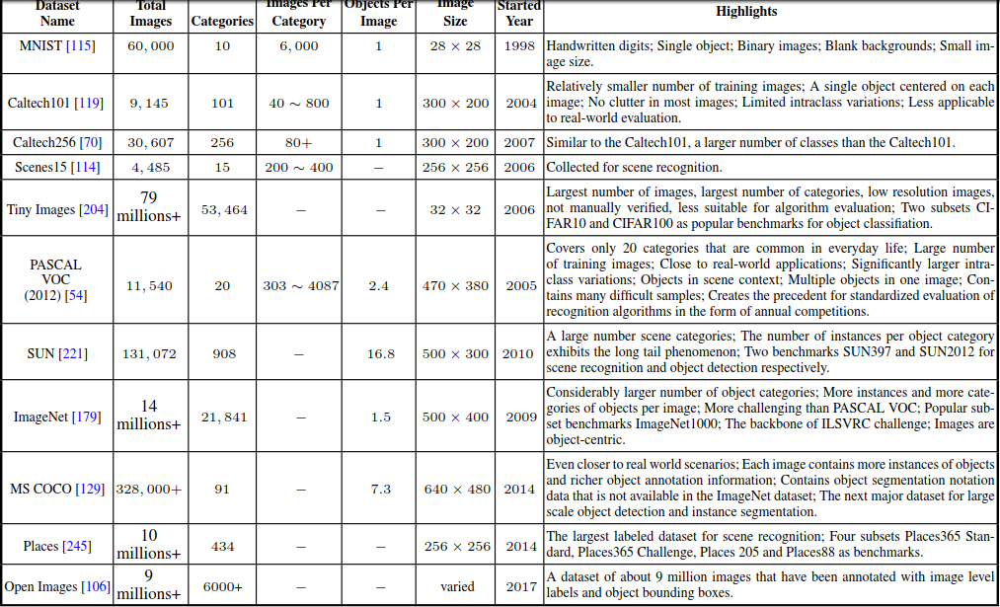 Dataset
Name
Total
Images
Categories
Images Per
Category
Objects Per
Image
Image
Size
Started
Year
Highlights
MNIST [115]
60, 000
10
6, 000
1
28 × 28
1998
Handwritten digits; Single object; Binary images; Blank backgrounds; Small im-
age size.
Caltech101 [119]
9, 145
101
40 ∼ 800
1
300 × 200
2004
Relatively smaller number of training images; A single object centered on each
image; No clutter in most images; Limited intraclass variations; Less applicable
to real-world evaluation.
Caltech256 [70]
30, 607
256
80+
1
300 × 200
2007
Similar to the Caltech101, a larger number of classes than the Caltech101.
Scenes15 [114]
4, 485
15
200 ∼ 400
−
256 × 256
2006
Collected for scene recognition.
Tiny Images [204]
79
millions+
53, 464
−
−
32 × 32
2006
Largest number of images, largest number of categories, low resolution images,
not manually verified, less suitable for algorithm evaluation; Two subsets CI-
FAR10 and CIFAR100 as popular benchmarks for object classifiation.
PASCAL
VOC
(2012) [54]
11, 540
20
303 ∼ 4087
2.4
470 × 380
2005
Covers only 20 categories that are common in everyday life; Large number
of training images; Close to real-world applications; Significantly larger intra-
class variations; Objects in scene context; Multiple objects in one image; Con-
tains many difficult samples; Creates the precedent for standardized evaluation of
recognition algorithms in the form of annual competitions.
SUN [221]
131, 072
908
−
16.8
500 × 300
2010
A large number scene categories; The number of instances per object category
exhibits the long tail phenomenon; Two benchmarks SUN397 and SUN2012 for
scene recognition and object detection respectively.
ImageNet [179]
14
millions+
21, 841
−
1.5
500 × 400
2009
Considerably larger number of object categories; More instances and more cate-
gories of objects per image; More challenging than PASCAL VOC; Popular sub-
set benchmarks ImageNet1000; The backbone of ILSVRC challenge; Images are
object-centric.
MS COCO [129]
328, 000+
91
−
7.3
640 × 480
2014
Even closer to real world scenarios; Each image contains more instances of objects
and richer object annotation information; Contains object segmentation notation
data that is not available in the ImageNet dataset; The next major dataset for large
scale object detection and instance segmentation.
Places [245]
10
millions+
434
−
−
256 × 256
2014
The largest labeled dataset for scene recognition; Four subsets Places365 Stan-
dard, Places365 Challenge, Places 205 and Places88 as benchmarks.
Open Images [106]
9
millions+
6000+
−
−
varied
2017
A dataset of about 9 million images that have been annotated with image level
labels and object bounding boxes.